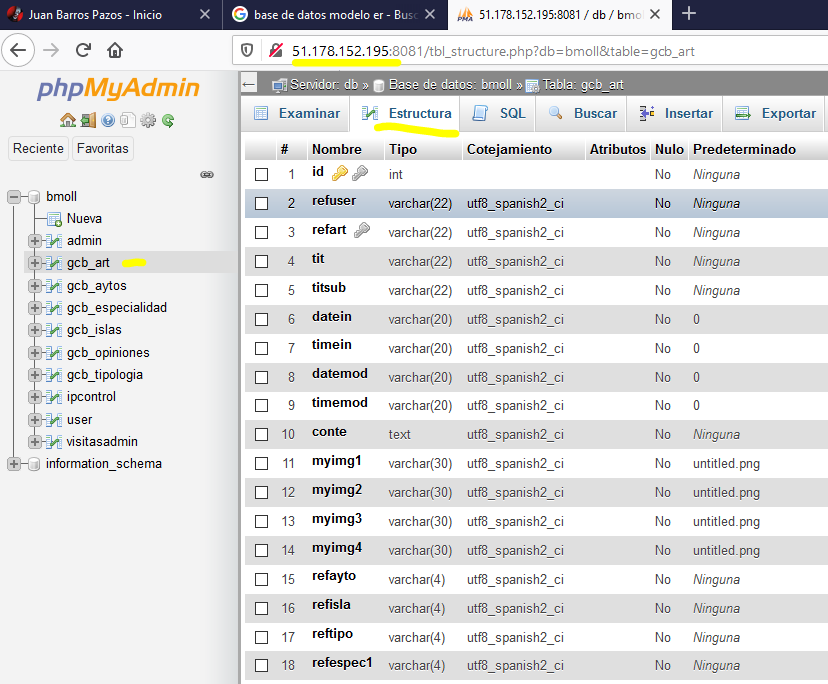 Juan Barros Pazos - Inicio
base de datos modelo er - Busc
51.178.152.195:8081 / db / bmol
51.178.152.195:8081/tbl_structure.php?db=bmoll&table=gcb_art
phpMyAdmin
Reciente
Favoritas
bmoll
Nueva
admin
gcb_art
gcb_aytos
gcb_especialidad
gcb_islas
gcb_opiniones
gcb_tipologia
ipcontrol
user
visitasadmin
information_schema
Servidor: db » Base de datos: bmoll » Tabla: gcb_art
Examinar Estructura SQL Buscar Insertar Exportar
# Nombre Tipo Cotejamiento Atributos Nulo Predeterminado
1 id int No Ninguna
2 refuser varchar(22) utf8_spanish2_ci No Ninguna
3 refart varchar(22) utf8_spanish2_ci No Ninguna
4 tit varchar(22) utf8_spanish2_ci No Ninguna
5 titsub varchar(22) utf8_spanish2_ci No Ninguna
6 datein varchar(20) utf8_spanish2_ci No 0
7 timein varchar(20) utf8_spanish2_ci No 0
8 datemod varchar(20) utf8_spanish2_ci No 0
9 timemod varchar(20) utf8_spanish2_ci No 0
10 conte text utf8_spanish2_ci No Ninguna
11 myimg1 varchar(30) utf8_spanish2_ci No untitled.png
12 myimg2 varchar(30) utf8_spanish2_ci No untitled.png
13 myimg3 varchar(30) utf8_spanish2_ci No untitled.png
14 myimg4 varchar(30) utf8_spanish2_ci No untitled.png
15 refayto varchar(4) utf8_spanish2_ci No Ninguna
16 refisla varchar(4) utf8_spanish2_ci No Ninguna
17 reftipo varchar(4) utf8_spanish2_ci No Ninguna
18 refespec1 varchar(4) utf8_spanish2_ci No Ninguna